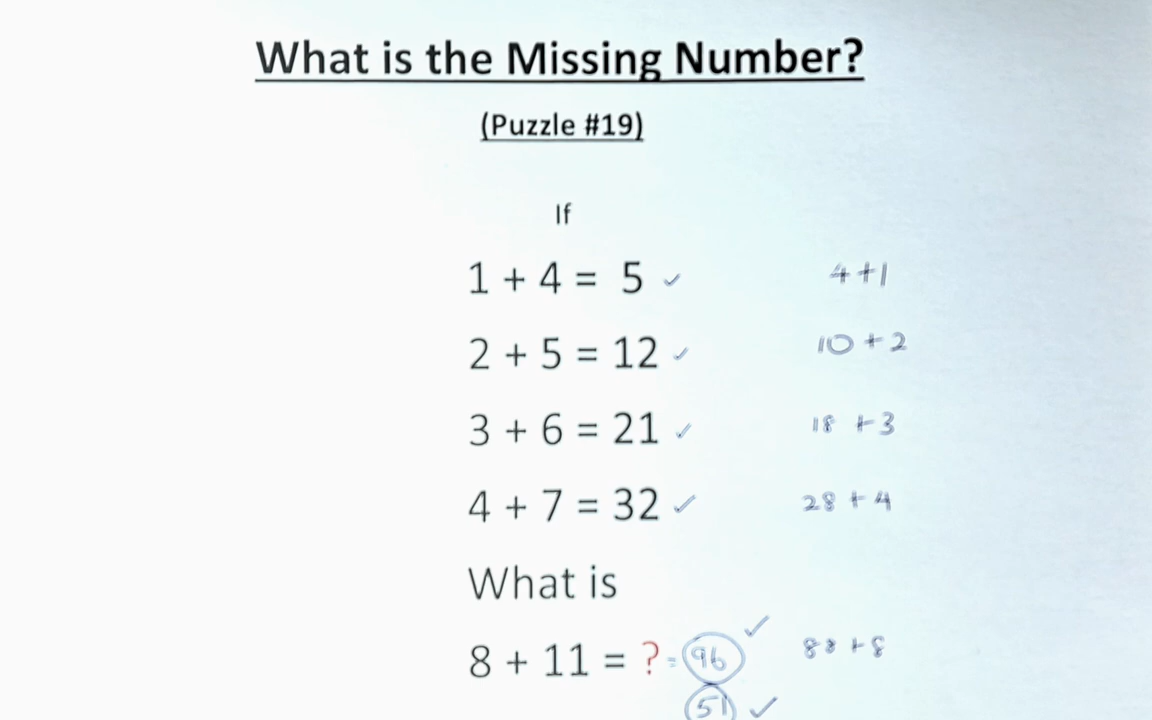 What is the Missing Number?
(Puzzle #19)
If
1 + 4 = 5 ✓ 4+1
2 + 5 = 12 ✓ 10+2
3 + 6 = 21 ✓ 18 +3
4 + 7 = 32 ✓ 28 + 4
What is
8 + 11 = ? = 96 ✓ 88 + 8
51 ✓